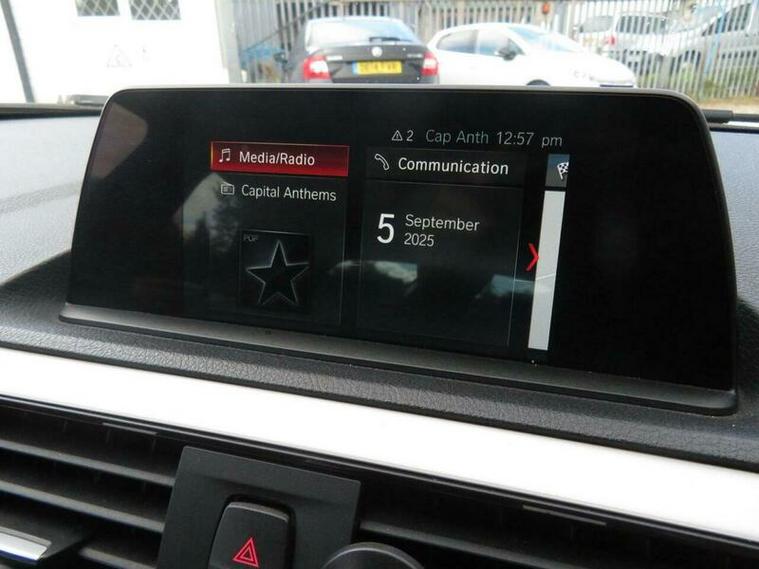 2 Cap Anth 12:57 pm
Media/Radio
Capital Anthems
POP
Communication
5 September
2025